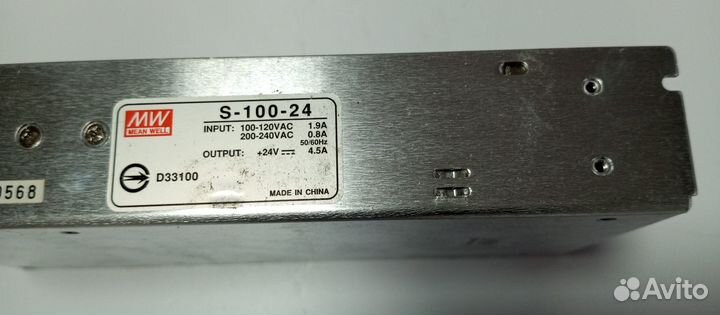 MW
MEAN WELL
S-100-24
INPUT: 100-120VAC 1.9A
200-240VAC 0.8A
50/60Hz
OUTPUT: +24V 4.5A
D33100
MADE IN CHINA
0568
Avito